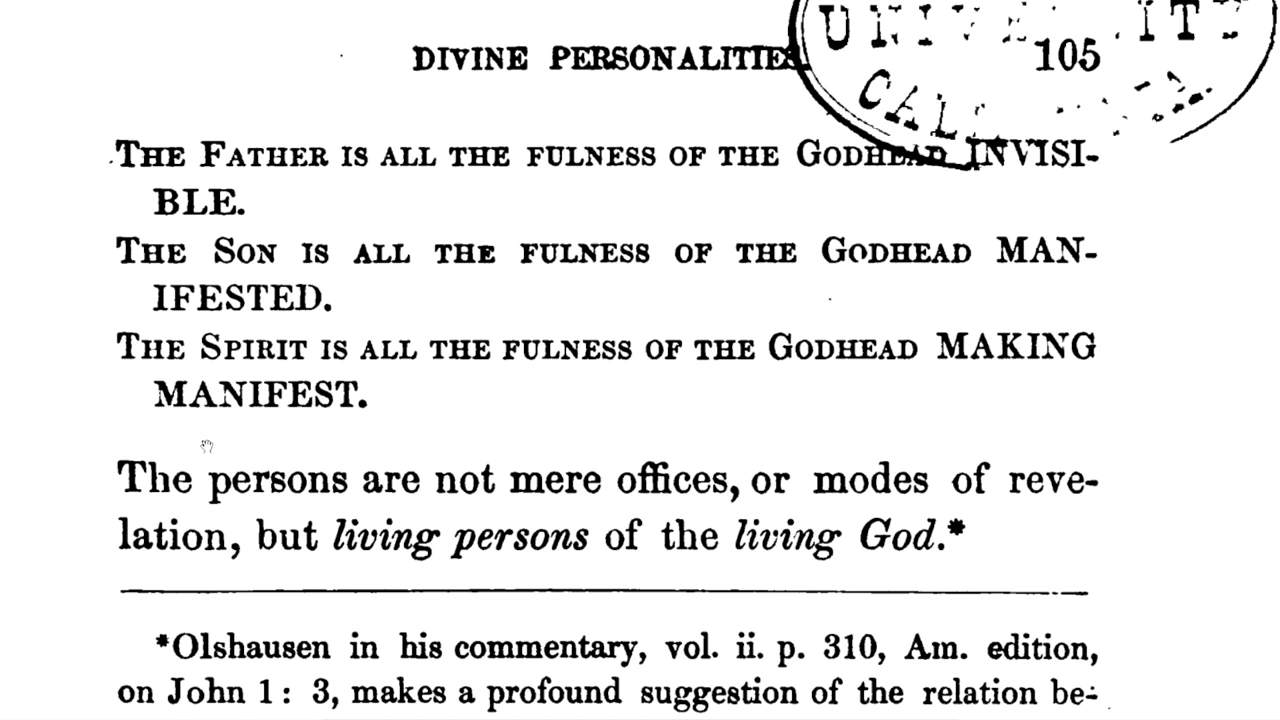 DIVINE PERSONALITIES. 105
THE FATHER IS ALL THE FULNESS OF THE GODHEAD INVISI-
BLE.
THE SON IS ALL THE FULNESS OF THE GODHEAD MAN-
IFESTED.
THE SPIRIT IS ALL THE FULNESS OF THE GODHEAD MAKING
MANIFEST.
The persons are not mere offices, or modes of reve-
lation, but living persons of the living God.*
*Olshausen in his commentary, vol. ii. p. 310, Am. edition,
on John 1: 3, makes a profound suggestion of the relation be-